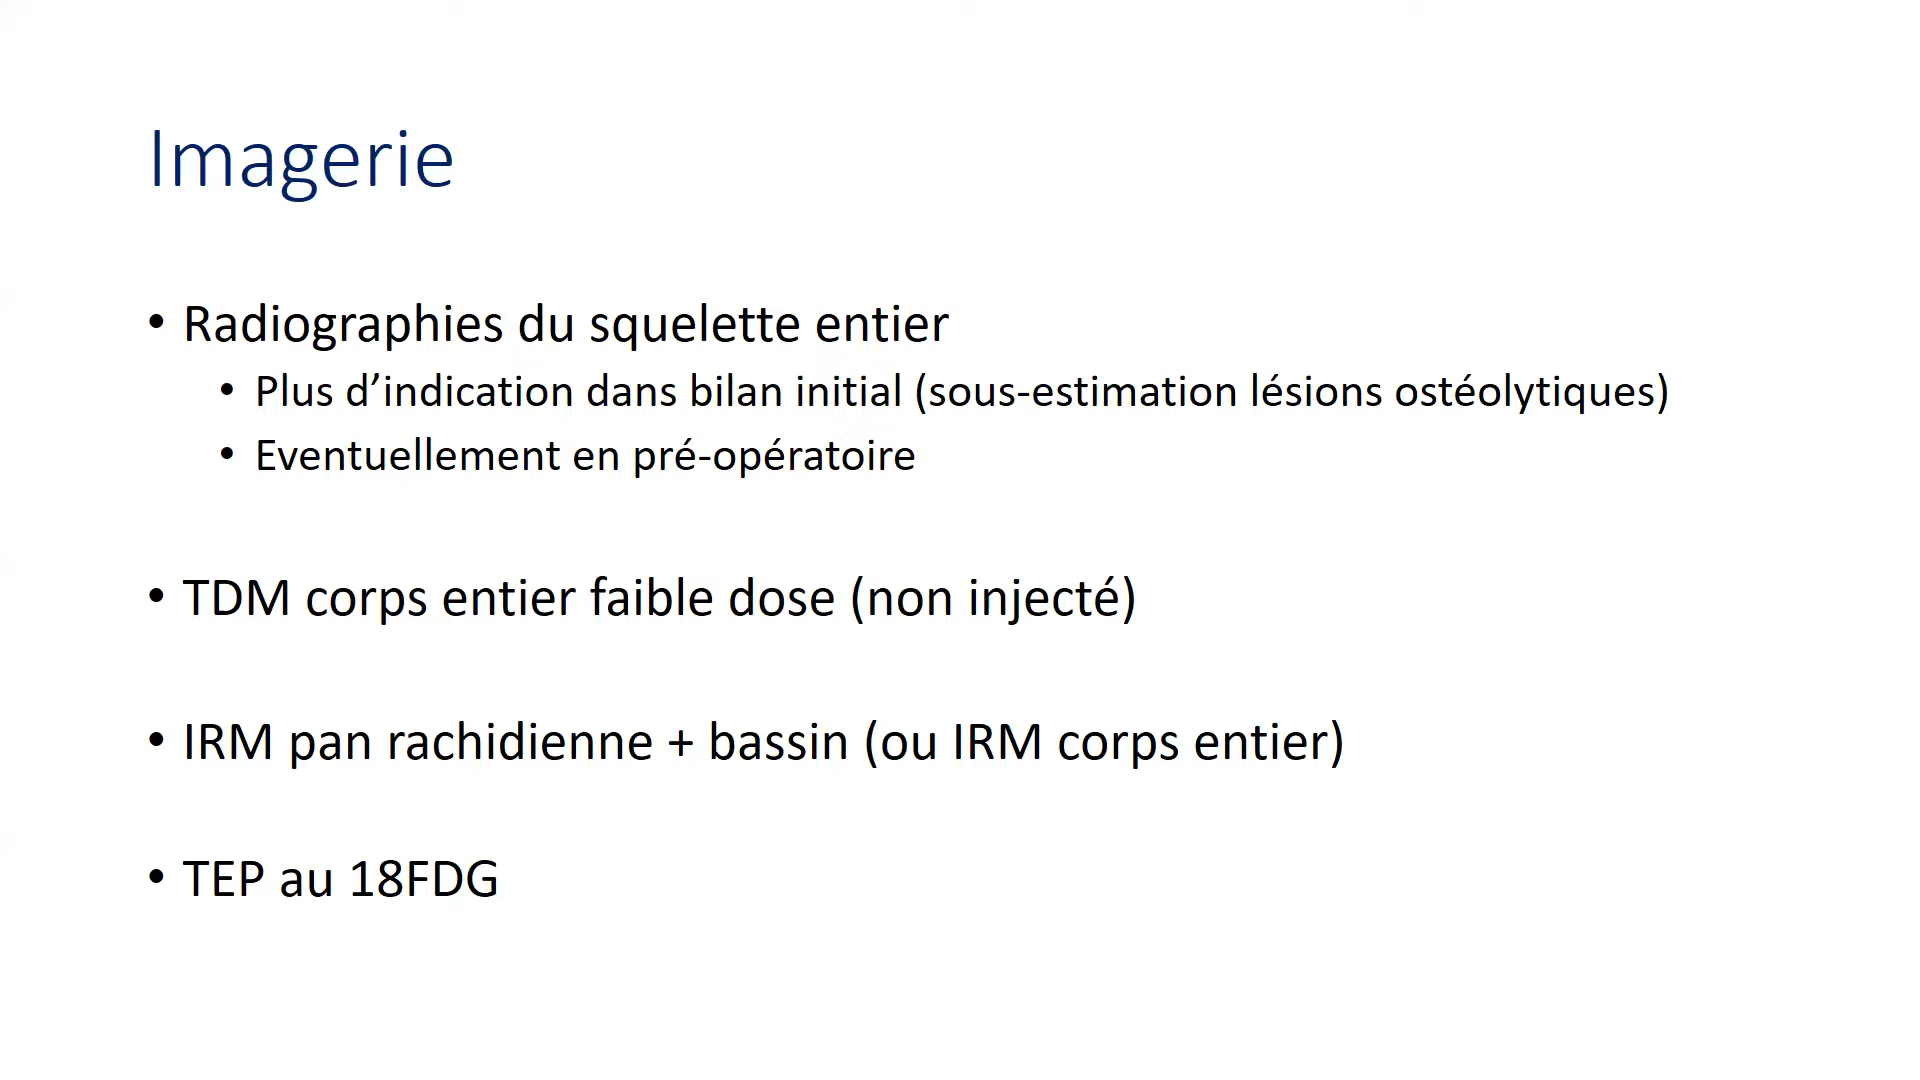 Imagerie
• Radiographies du squelette entier
• Plus d’indication dans bilan initial (sous-estimation lésions ostéolytiques)
• Eventuellement en pré-opératoire
• TDM corps entier faible dose (non injecté)
• IRM pan rachidienne + bassin (ou IRM corps entier)
• TEP au 18FDG